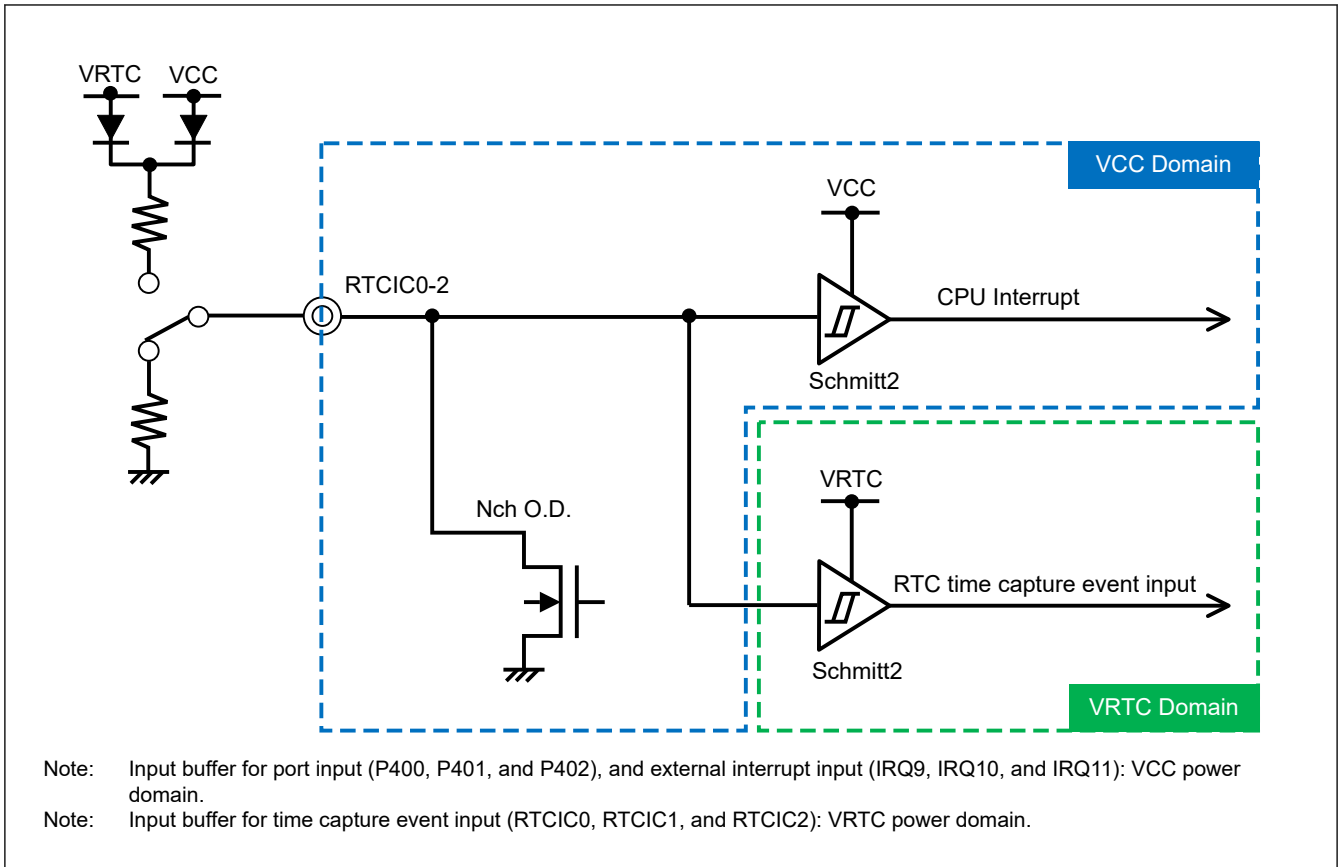 VRTC
VCC
VCC Domain
VCC
RTCIC0-2
CPU Interrupt
Schmitt2
VRTC
Nch O.D.
RTC time capture event input
Schmitt2
VRTC Domain
Note: Input buffer for port input (P400, P401, and P402), and external interrupt input (IRQ9, IRQ10, and IRQ11): VCC power
domain.
Note: Input buffer for time capture event input (RTCIC0, RTCIC1, and RTCIC2): VRTC power domain.